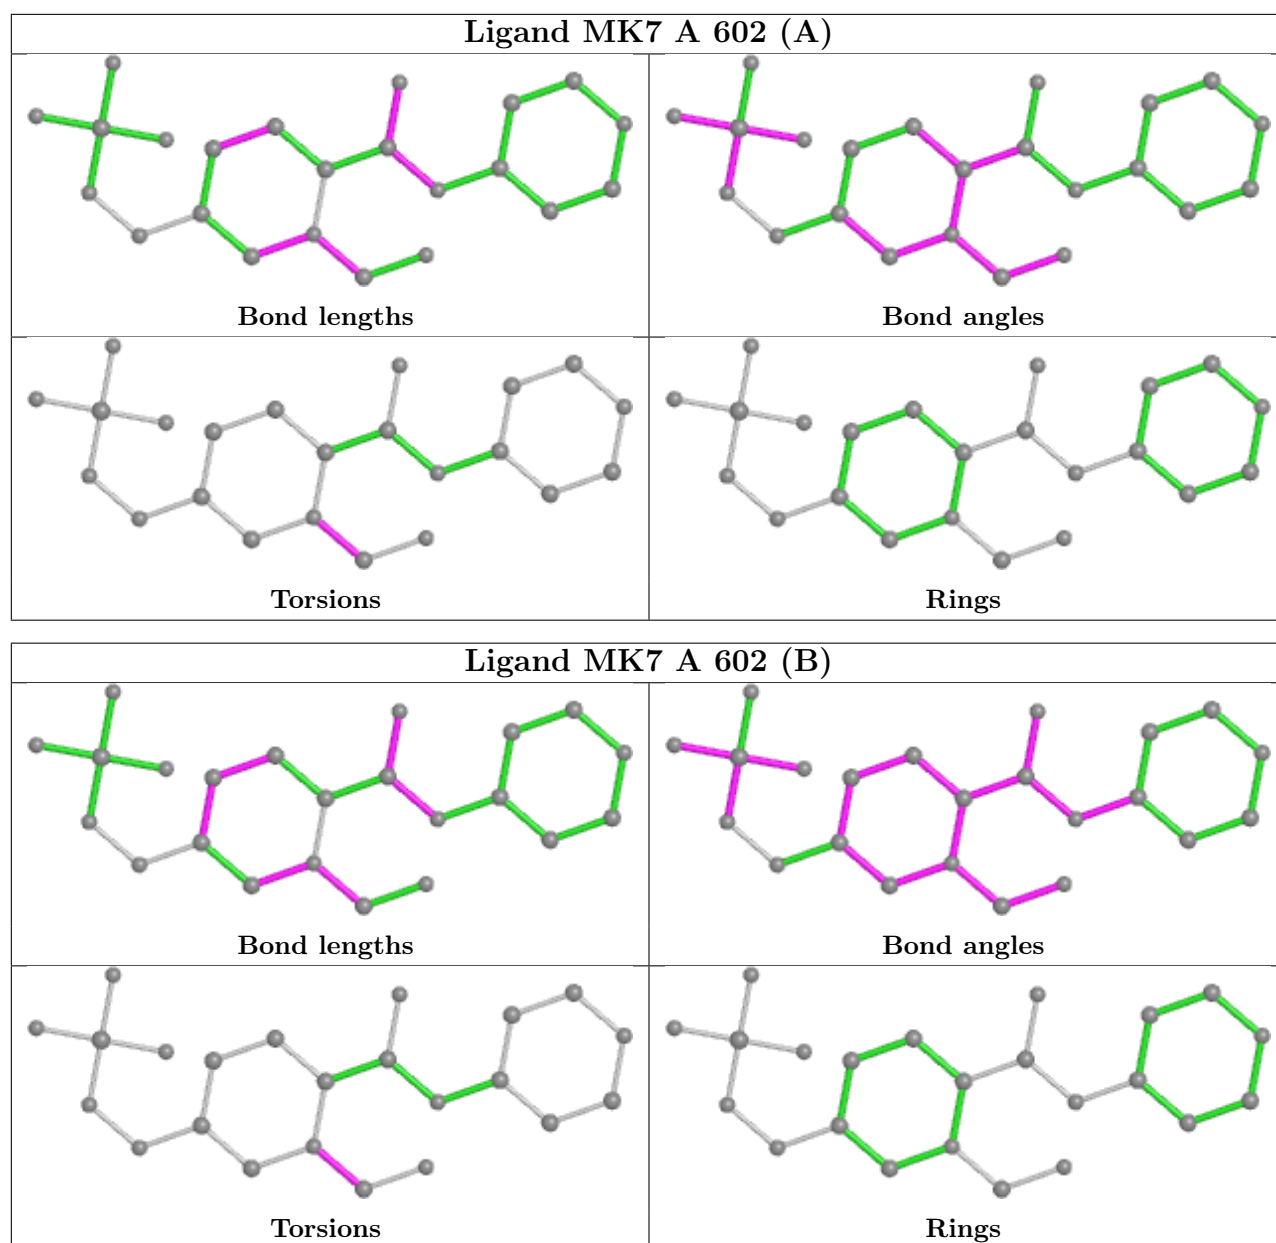 Ligand MK7 A 602 (A)
Bond lengths
Bond angles
Torsions
Rings
Ligand MK7 A 602 (B)
Bond lengths
Bond angles
Torsions
Rings